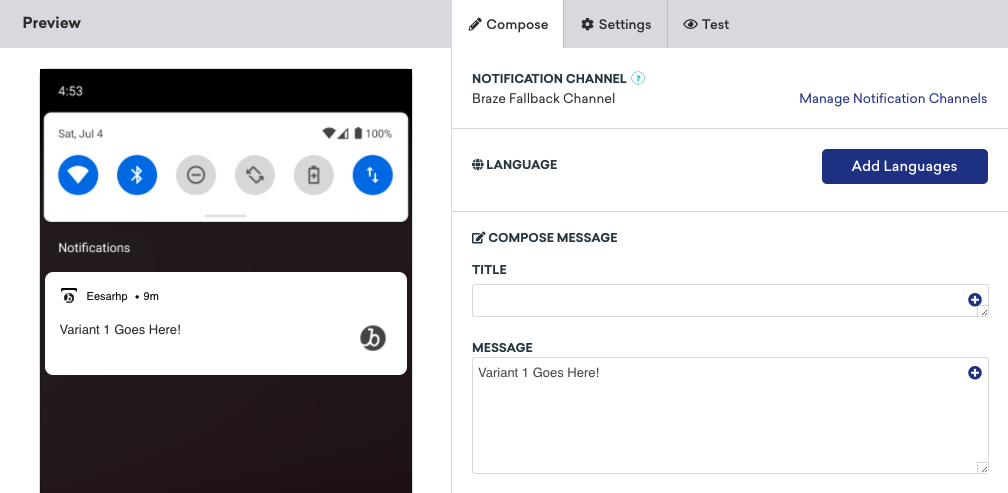 Preview
Compose
Settings
Test
4:53
Sat, Jul 4
100%
Notifications
Eesarhp • 9m
Variant 1 Goes Here!
b
NOTIFICATION CHANNEL ?
Braze Fallback Channel
Manage Notification Channels
LANGUAGE
Add Languages
COMPOSE MESSAGE
TITLE
MESSAGE
Variant 1 Goes Here!